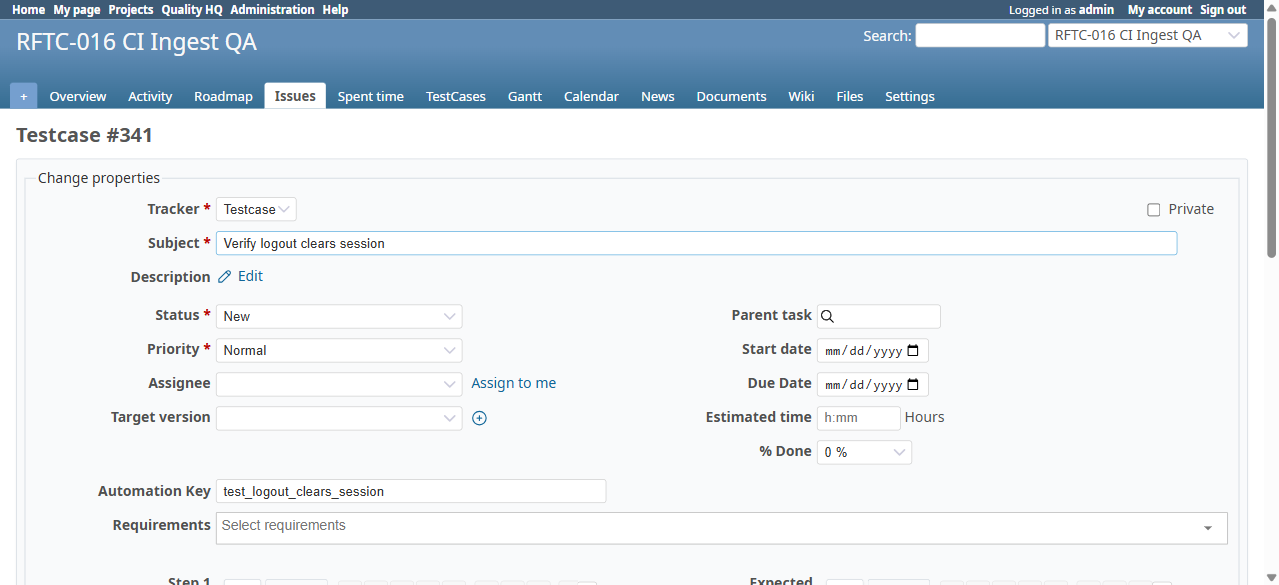 Home My page Projects Quality HQ Administration Help
Logged in as admin My account Sign out
RFTC-016 CI Ingest QA
Search:
RFTC-016 CI Ingest QA
+ Overview Activity Roadmap Issues Spent time TestCases Gantt Calendar News Documents Wiki Files Settings
Testcase #341
Change properties
Tracker * Testcase
Private
Subject * Verify logout clears session
Description Edit
Status * New
Parent task
Priority * Normal
Start date mm/dd/yyyy
Assignee Assign to me
Due Date mm/dd/yyyy
Target version
Estimated time h:mm Hours
% Done 0 %
Automation Key test_logout_clears_session
Requirements Select requirements
Step 1
Expected